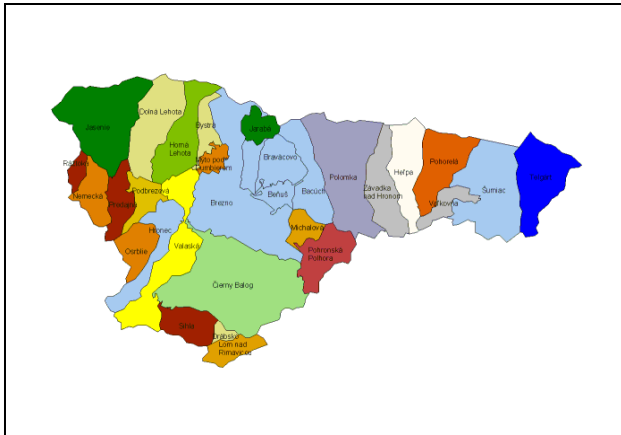 Jasenie
Dolná Lehota
Horná
Lehota
Bystrá
Jarabá
Mýto pod
Ďumbierom
Bravácovo
Beňuš
Bacúch
Polomka
Závadka
nad Hronom
Heľpa
Pohorelá
Šumiac
Telgárt
Vaľkovňa
Ráztoka
Nemecká
Predajná
Podbrezová
Brezno
Hronec
Valaská
Osrblie
Michalová
Pohronská
Polhora
Čierny Balog
Sihla
Drábsko
Lom nad
Rimavicou